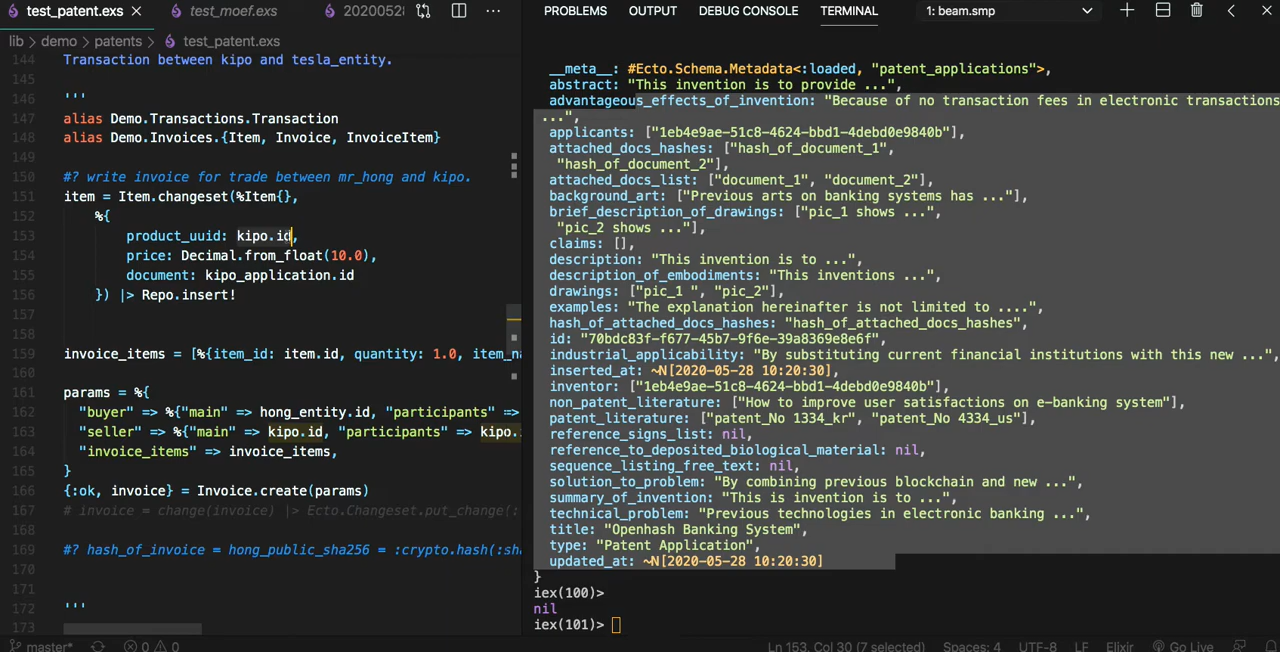 test_patent.exs
test_moef.exs
2020052
PROBLEMS OUTPUT DEBUG CONSOLE TERMINAL 1: beam.smp
lib > demo > patents > test_patent.exs
144 Transaction between kipo and tesla_entity.
145
146 '''
147 alias Demo.Transactions.Transaction
148 alias Demo.Invoices.{Item, Invoice, InvoiceItem}
149
150 #? write invoice for trade between mr_hong and kipo.
151 item = Item.changeset(%Item{},
152 %{
153 product_uuid: kipo.id,
154 price: Decimal.from_float(10.0),
155 document: kipo_application.id
156 }) |> Repo.insert!
157
158
159 invoice_items = [%{item_id: item.id, quantity: 1.0, item_na
160
161 params = %{
162 "buyer" => %{"main" => hong_entity.id, "participants" =>
163 "seller" => %{"main" => kipo.id, "participants" => kipo.
164 "invoice_items" => invoice_items,
165 }
166 {:ok, invoice} = Invoice.create(params)
167 # invoice = change(invoice) |> Ecto.Changeset.put_change(:
168
169 #? hash_of_invoice = hong_public_sha256 = :crypto.hash(:sha
170
171
172 '''
173
__meta__: #Ecto.Schema.Metadata<:loaded, "patent_applications">,
abstract: "This invention is to provide ...",
advantageous_effects_of_invention: "Because of no transaction fees in electronic transactions
...",
applicants: ["1eb4e9ae-51c8-4624-bbd1-4debd0e9840b"],
attached_docs_hashes: ["hash_of_document_1",
"hash_of_document_2"],
attached_docs_list: ["document_1", "document_2"],
background_art: ["Previous arts on banking systems has ..."],
brief_description_of_drawings: ["pic_1 shows ...",
"pic_2 shows ..."],
claims: [],
description: "This invention is to ...",
description_of_embodiments: "This inventions ...",
drawings: ["pic_1 ", "pic_2"],
examples: "The explanation hereinafter is not limited to ....",
hash_of_attached_docs_hashes: "hash_of_attached_docs_hashes",
id: "70bdc83f-f677-45b7-9f6e-39a8369e8e6f",
industrial_applicability: "By substituting current financial institutions with this new ...",
inserted_at: ~N[2020-05-28 10:20:30],
inventor: ["1eb4e9ae-51c8-4624-bbd1-4debd0e9840b"],
non_patent_literature: ["How to improve user satisfactions on e-banking system"],
patent_literature: ["patent_No 1334_kr", "patent_No 4334_us"],
reference_signs_list: nil,
reference_to_deposited_biological_material: nil,
sequence_listing_free_text: nil,
solution_to_problem: "By combining previous blockchain and new ...",
summary_of_invention: "This is invention is to ...",
technical_problem: "Previous technologies in electronic banking ...",
title: "Openhash Banking System",
type: "Patent Application",
updated_at: ~N[2020-05-28 10:20:30]
}
iex(100)>
nil
iex(101)>
master* 0 0 Ln 153, Col 30 (7 selected) Spaces: 4 UTF-8 LF Elixir Go Live